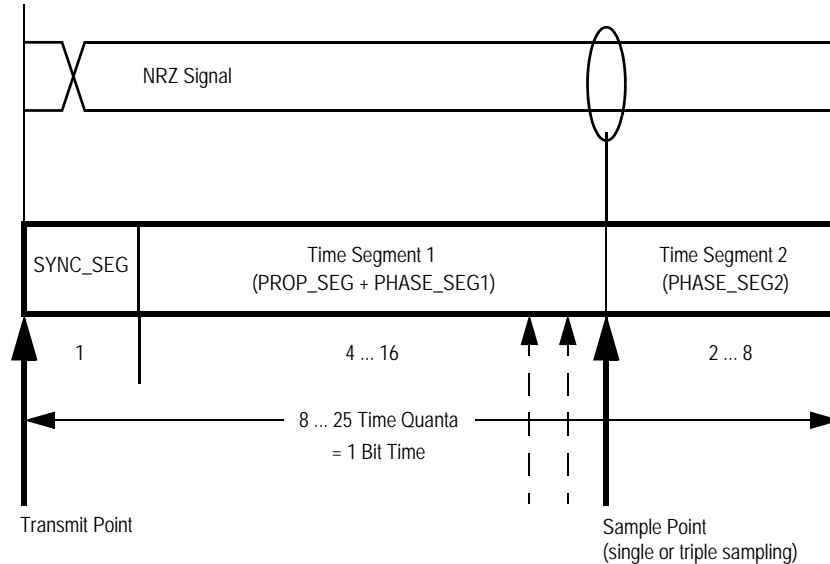 NRZ Signal
SYNC_SEG
Time Segment 1
(PROP_SEG + PHASE_SEG1)
Time Segment 2
(PHASE_SEG2)
1
4 ... 16
2 ... 8
8 ... 25 Time Quanta
= 1 Bit Time
Transmit Point
Sample Point
(single or triple sampling)